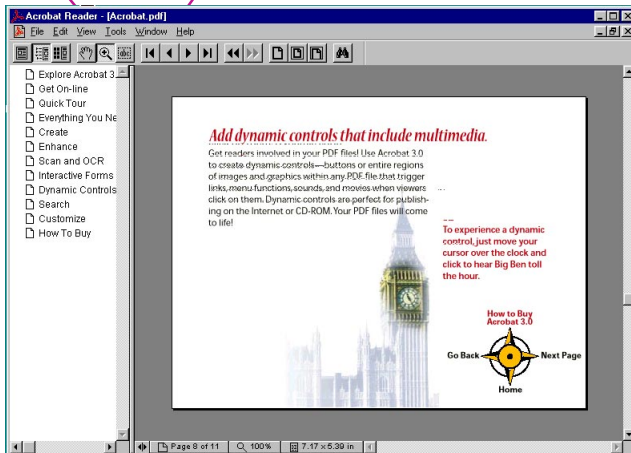 Acrobat Reader - [Acrobat.pdf]
File Edit View Tools Window Help
Explore Acrobat 3.
Get On-line
Quick Tour
Everything You Ne
Create
Enhance
Scan and OCR
Interactive Forms
Dynamic Controls
Search
Customize
How To Buy
Add dynamic controls that include multimedia.
Get readers involved in your PDF files! Use Acrobat 3.0
to create dynamic controls—buttons or entire regions
of images and graphics within any PDF file that trigger
links, menu functions, sounds, and movies when viewers
click on them. Dynamic controls are perfect for publish-
ing on the Internet or CD-ROM. Your PDF files will come
to life!
To experience a dynamic
control, just move your
cursor over the clock and
click to hear Big Ben toll
the hour.
How to Buy
Acrobat 3.0
Go Back
Next Page
Home
Page 8 of 11
100%
7.17 x 5.39 in